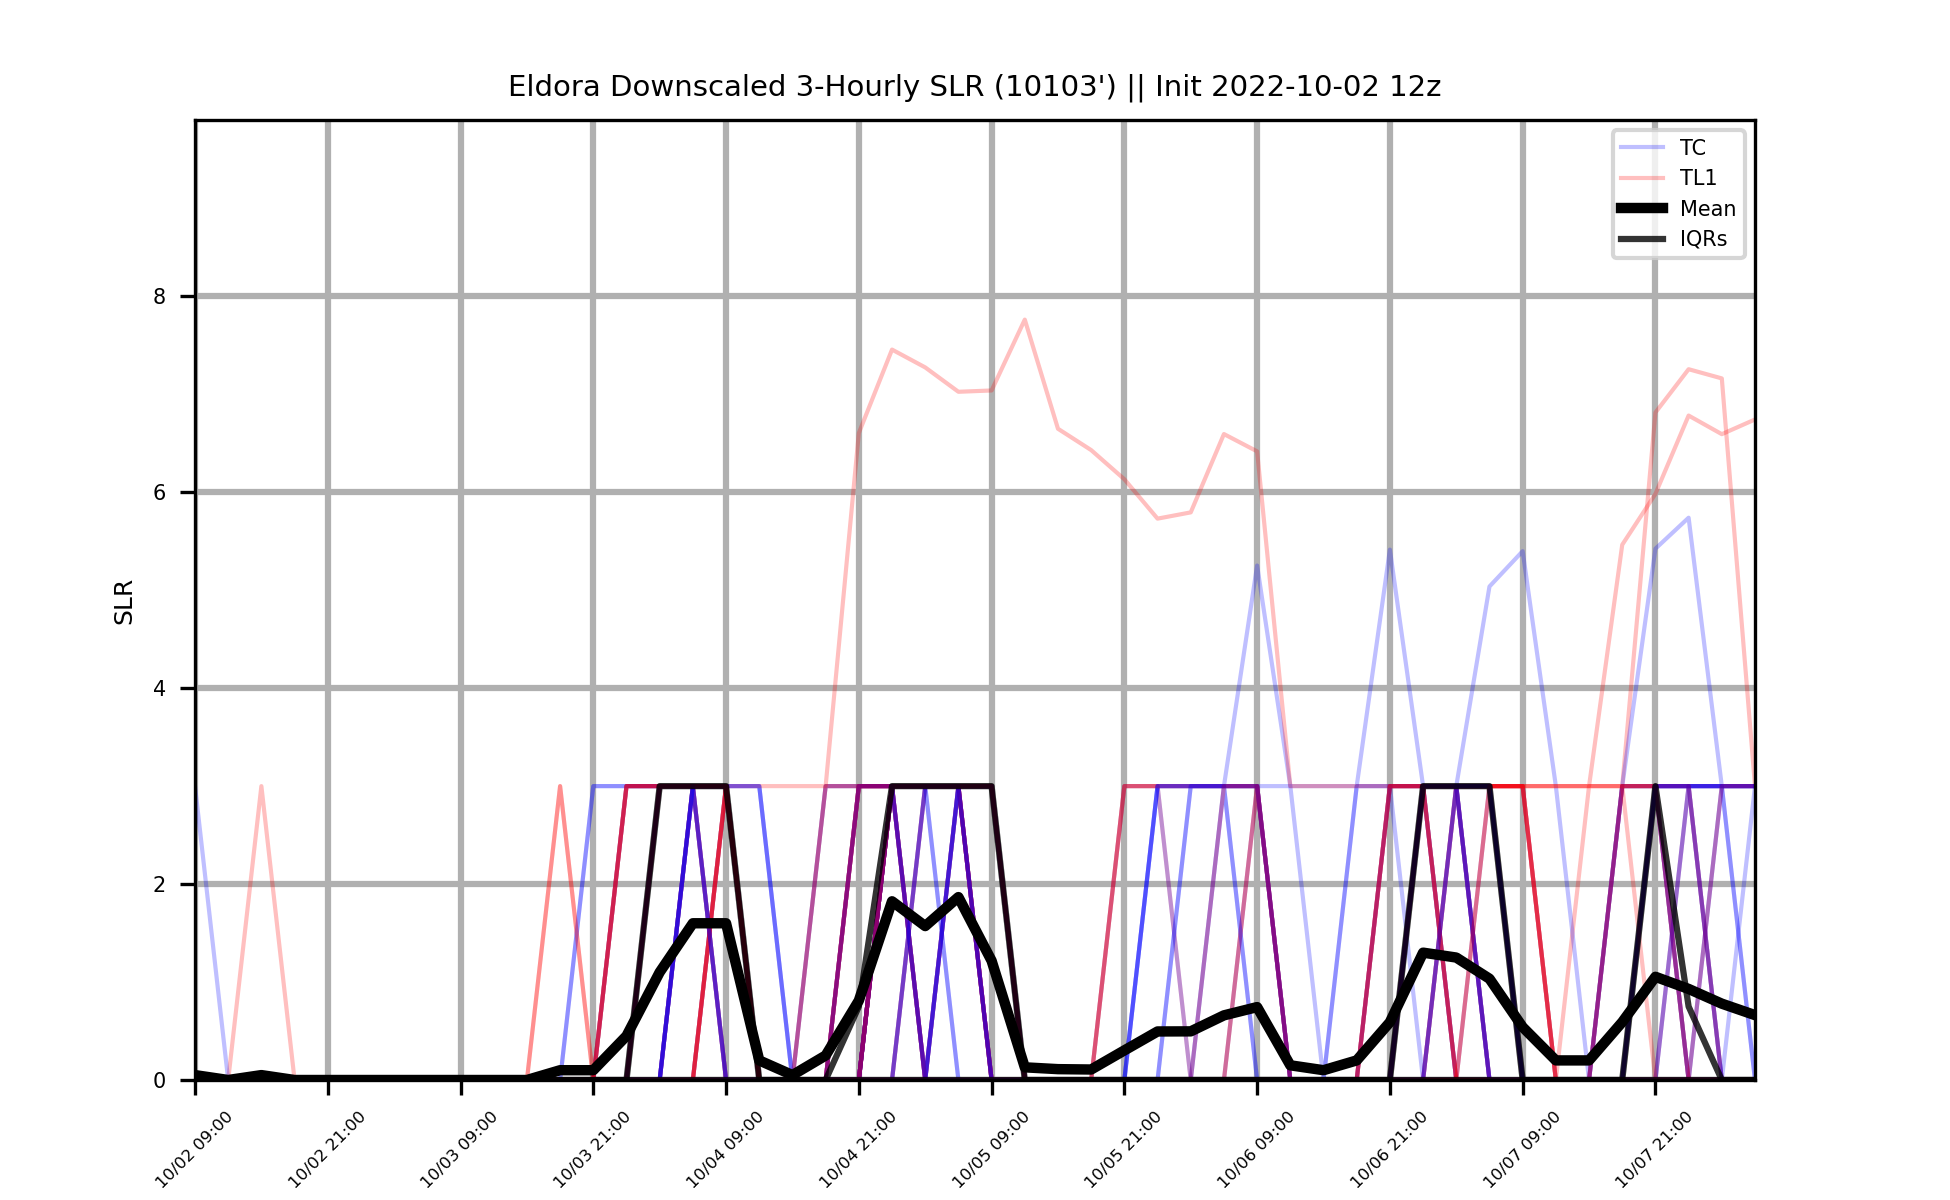 Eldora Downscaled 3-Hourly SLR (10103') || Init 2022-10-02 12z
TC
TL1
Mean
IQRs
SLR
8
6
4
2
0
10/02 09:00
10/02 21:00
10/03 09:00
10/03 21:00
10/04 09:00
10/04 21:00
10/05 09:00
10/05 21:00
10/06 09:00
10/06 21:00
10/07 09:00
10/07 21:00